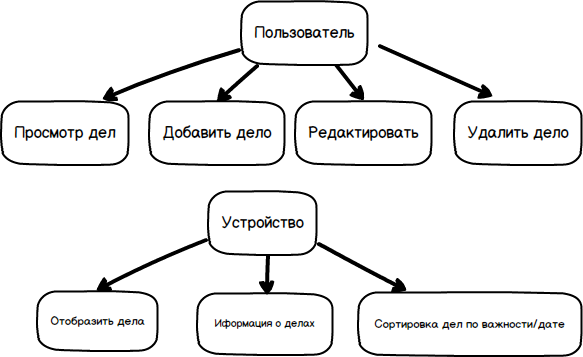 Пользователь
Просмотр дел
Добавить дело
Редактировать
Удалить дело
Устройство
Отобразить дела
Иформация о делах
Сортировка дел по важности/дате